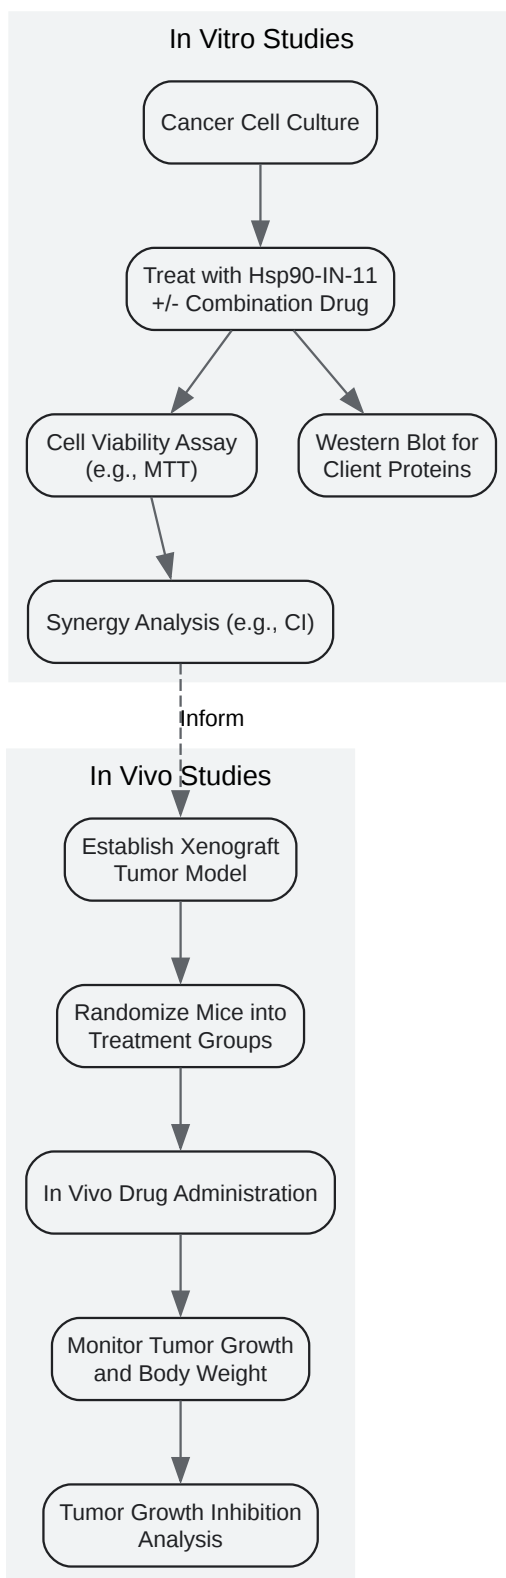 In Vitro Studies
Cancer Cell Culture
Treat with Hsp90-IN-11
+/- Combination Drug
Cell Viability Assay
(e.g., MTT)
Western Blot for
Client Proteins
Synergy Analysis (e.g., CI)
Inform
In Vivo Studies
Establish Xenograft
Tumor Model
Randomize Mice into
Treatment Groups
In Vivo Drug Administration
Monitor Tumor Growth
and Body Weight
Tumor Growth Inhibition
Analysis